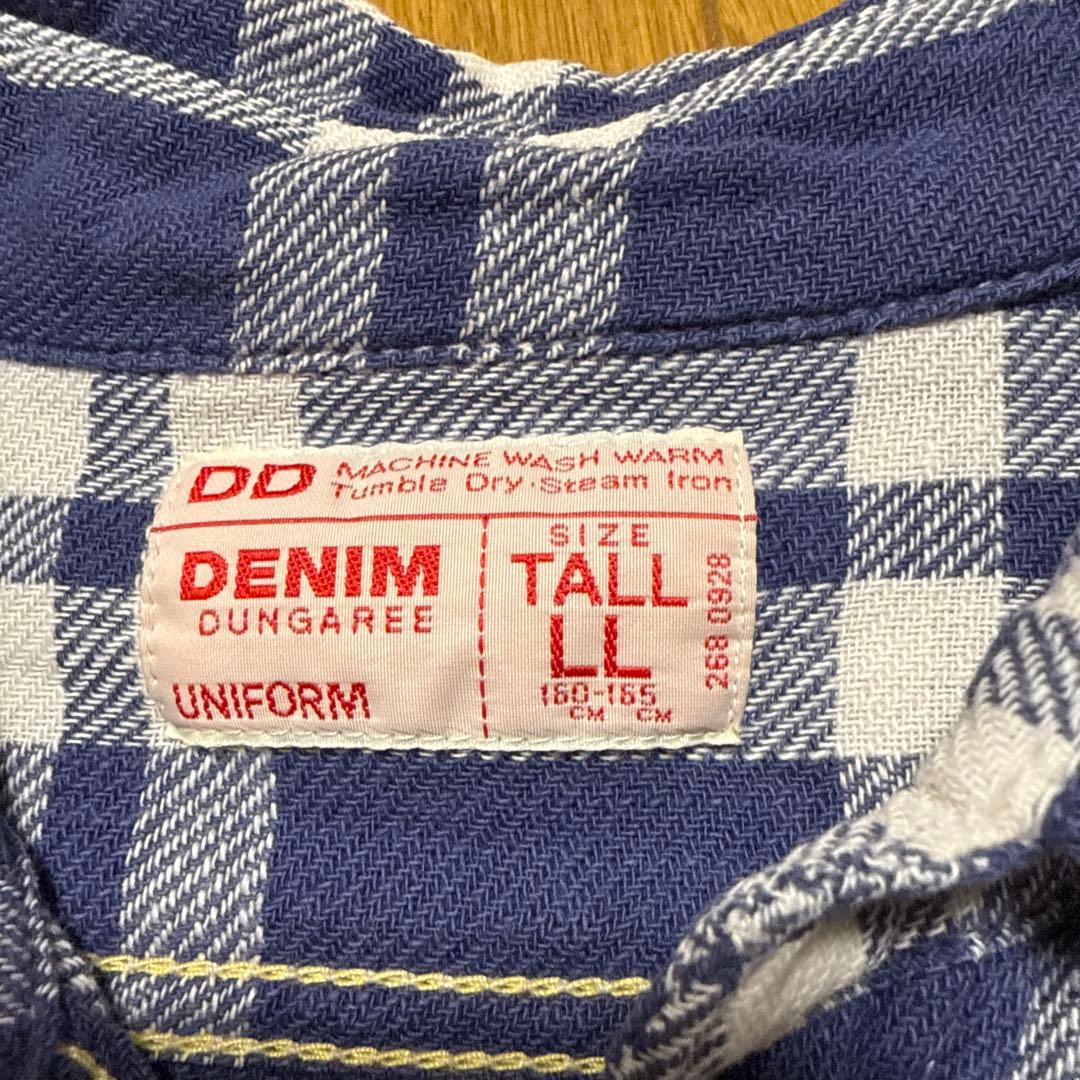 DD
MACHINE WASH WARM
Tumble Dry·Steam Iron
DENIM
DUNGAREE
UNIFORM
SIZE
TALL
LL
160-165
CM CM
268 0928